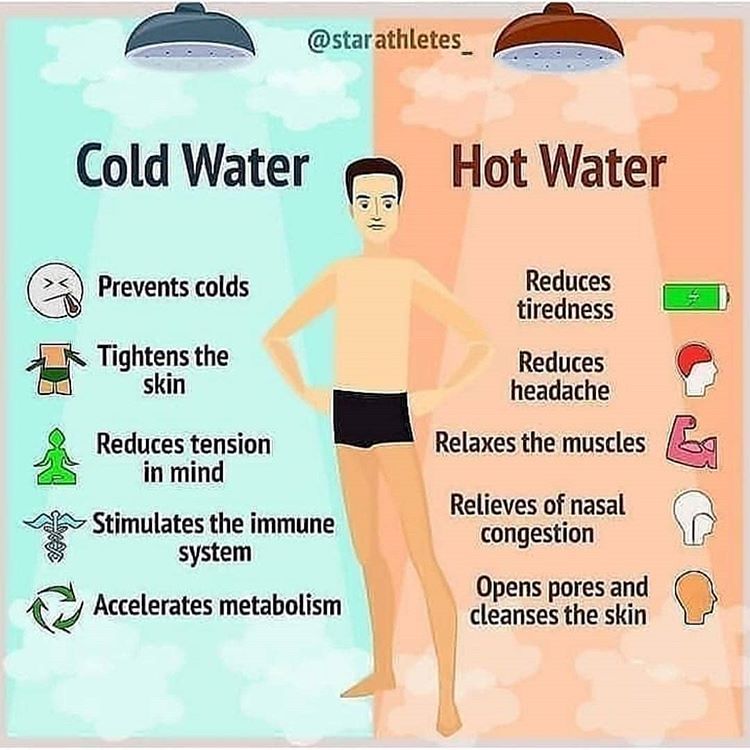 @starathletes_
Cold Water
Prevents colds
Tightens the
skin
Reduces tension
in mind
Stimulates the immune
system
Accelerates metabolism
Hot Water
Reduces
tiredness
Reduces
headache
Relaxes the muscles
Relieves of nasal
congestion
Opens pores and
cleanses the skin